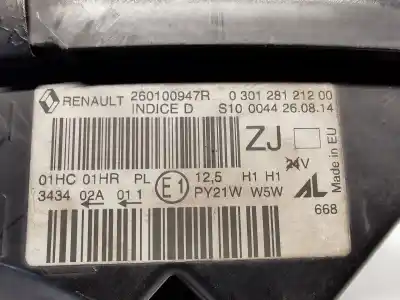 RENAULT 260100947R 0 301 281 212 00
INDICE D S10 0044 26.08.14
ZJ
Made in EU
01HC 01HR PL E1 12,5 H1 H1 24V
3434 02A 01 1 PY21W W5W AL
668